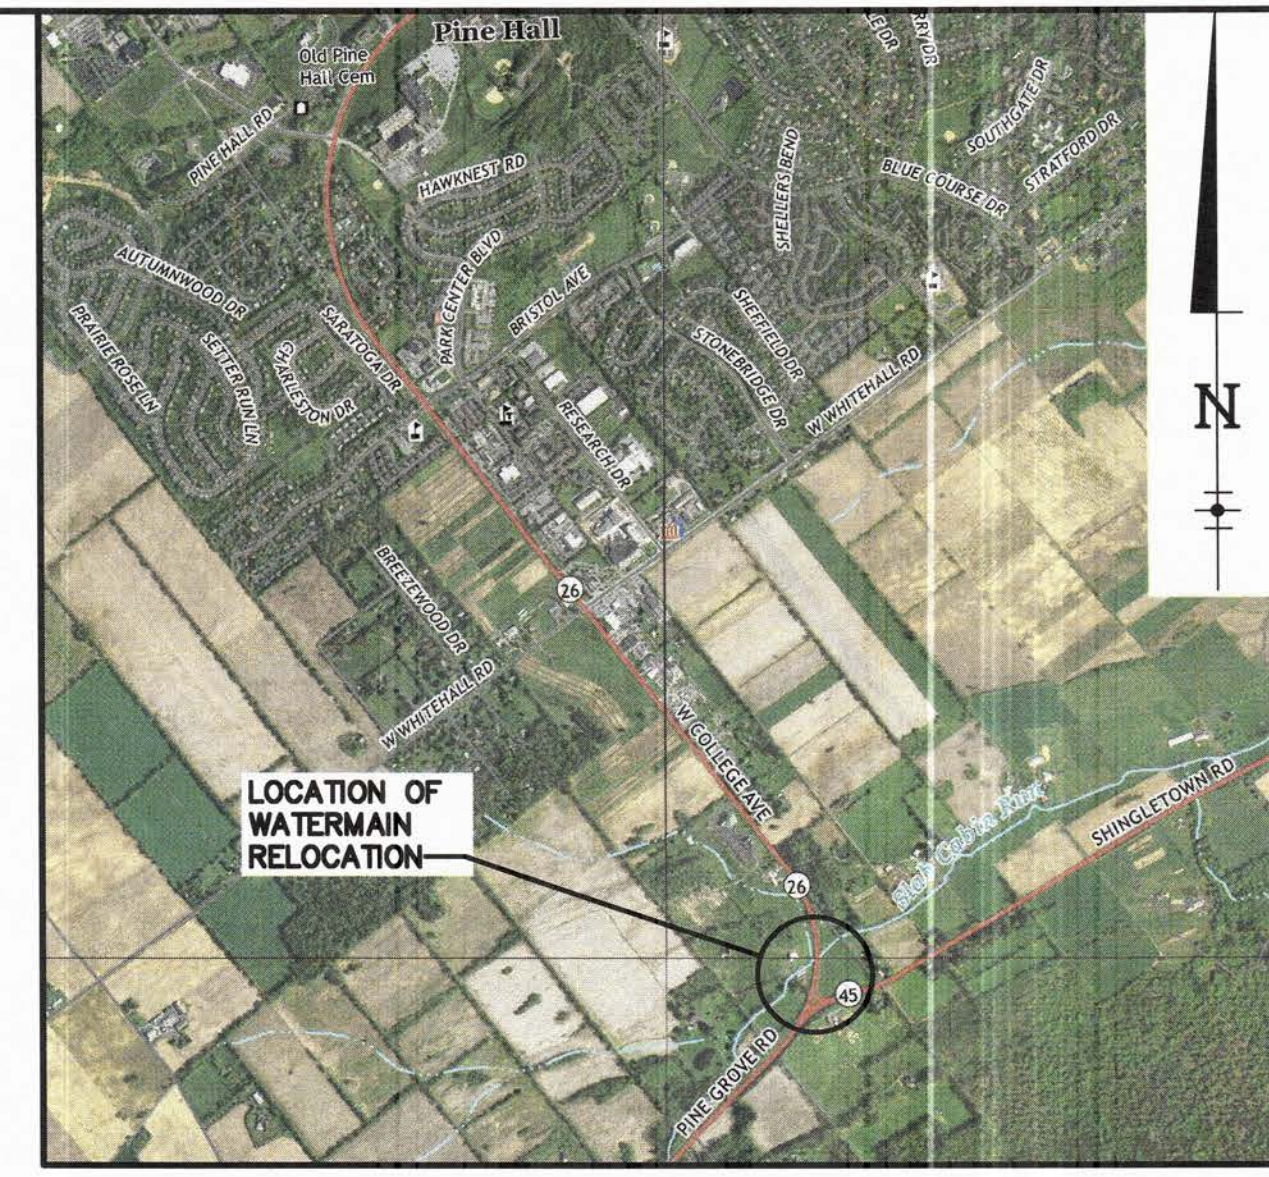 Pine Hall
Old Pine
Hall Cem
PINE HALL RD
HAWKNEST RD
SHELLERS BEND
BLUE COURSE DR
SOUTHGATE DR
STRATFORD DR
AUTUMNWOOD DR
PRAIRIE ROSE LN
SETTER RUN LN
CHARLESTON DR
SARATOGA DR
PARK CENTER BLVD
BRISTOL AVE
SHEFFIELD DR
STONEBRIDGE DR
W WHITEHALL RD
RESEARCH DR
N
26
BREEZEWOOD DR
W WHITEHALL RD
W COLLEGE AVE
LOCATION OF
WATERMAIN
RELOCATION
26
Slab Cabin Run
SHINGLETOWN RD
45
PINE GROVE RD